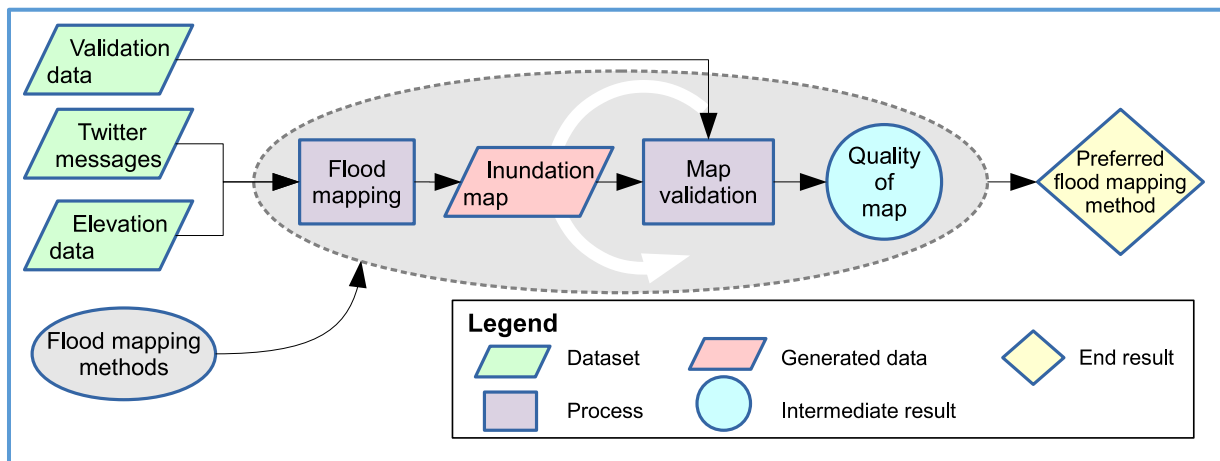 Validation
data
Twitter
messages
Elevation
data
Flood mapping
methods
Flood
mapping
Inundation
map
Map
validation
Quality
of
map
Preferred
flood mapping
method
Legend
Dataset
Generated data
End result
Process
Intermediate result